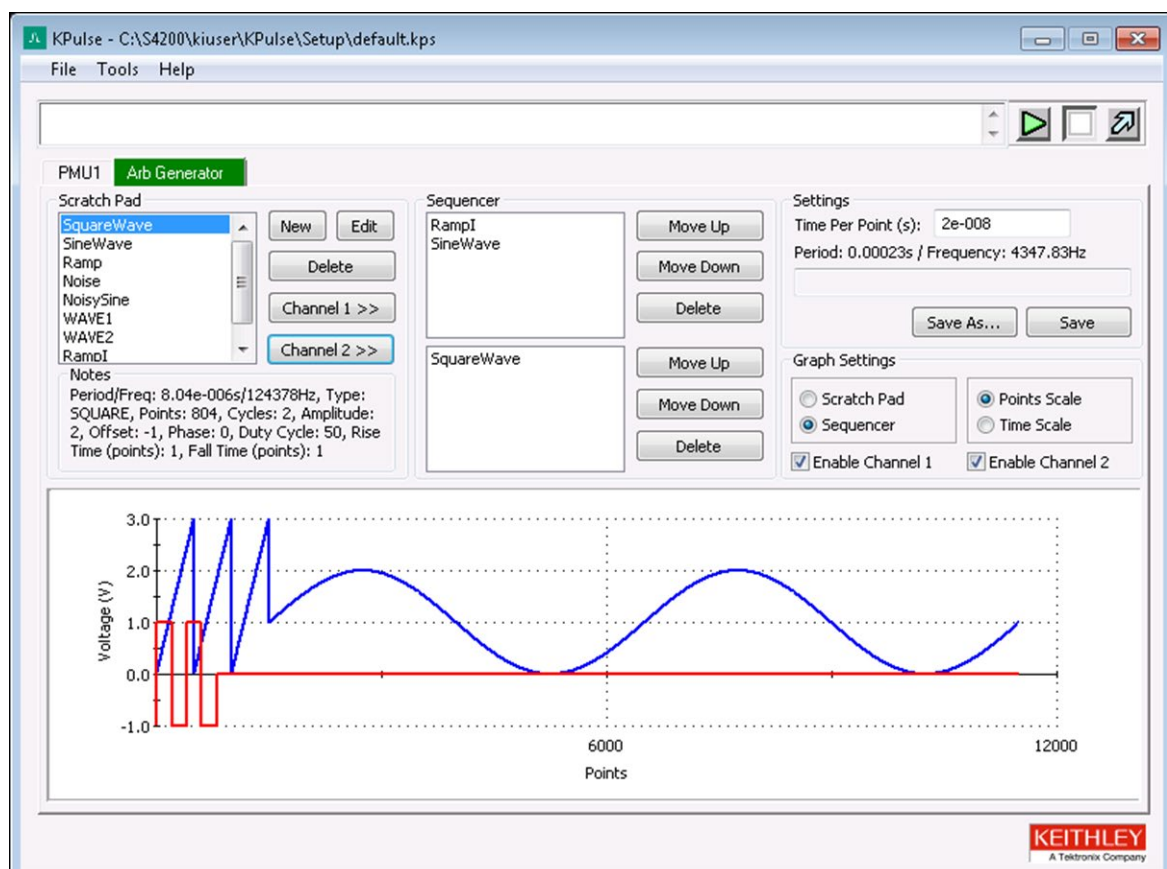 KPulse - C:\S4200\kiuser\KPulse\Setup\default.kps
File Tools Help
PMU1 Arb Generator
Scratch Pad
SquareWave
SineWave
Ramp
Noise
NoisySine
WAVE1
WAVE2
RampI
New Edit
Delete
Channel 1 >>
Channel 2 >>
Notes
Period/Freq: 8.04e-006s/124378Hz, Type:
SQUARE, Points: 804, Cycles: 2, Amplitude:
2, Offset: -1, Phase: 0, Duty Cycle: 50, Rise
Time (points): 1, Fall Time (points): 1
Sequencer
RampI
SineWave
Move Up
Move Down
Delete
SquareWave
Move Up
Move Down
Delete
Settings
Time Per Point (s): 2e-008
Period: 0.00023s / Frequency: 4347.83Hz
Save As... Save
Graph Settings
Scratch Pad
Sequencer
Points Scale
Time Scale
Enable Channel 1 Enable Channel 2
3.0
2.0
1.0
0.0
-1.0
Voltage (V)
6000 12000
Points
KEITHLEY
A Tektronix Company